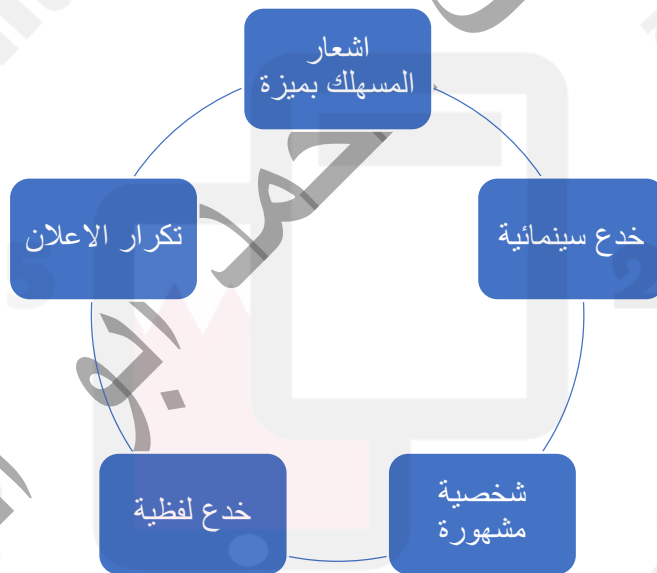 اشعار
المسهلك بميزة
خدع سينمائية
شخصية
مشهورة
خدع لفظية
تكرار الاعلان